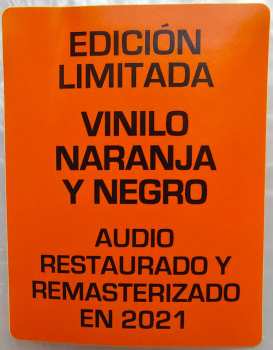 EDICIÓN
LIMITADA
VINILO
NARANJA
Y NEGRO
AUDIO
RESTAURADO Y
REMASTERIZADO
EN 2021